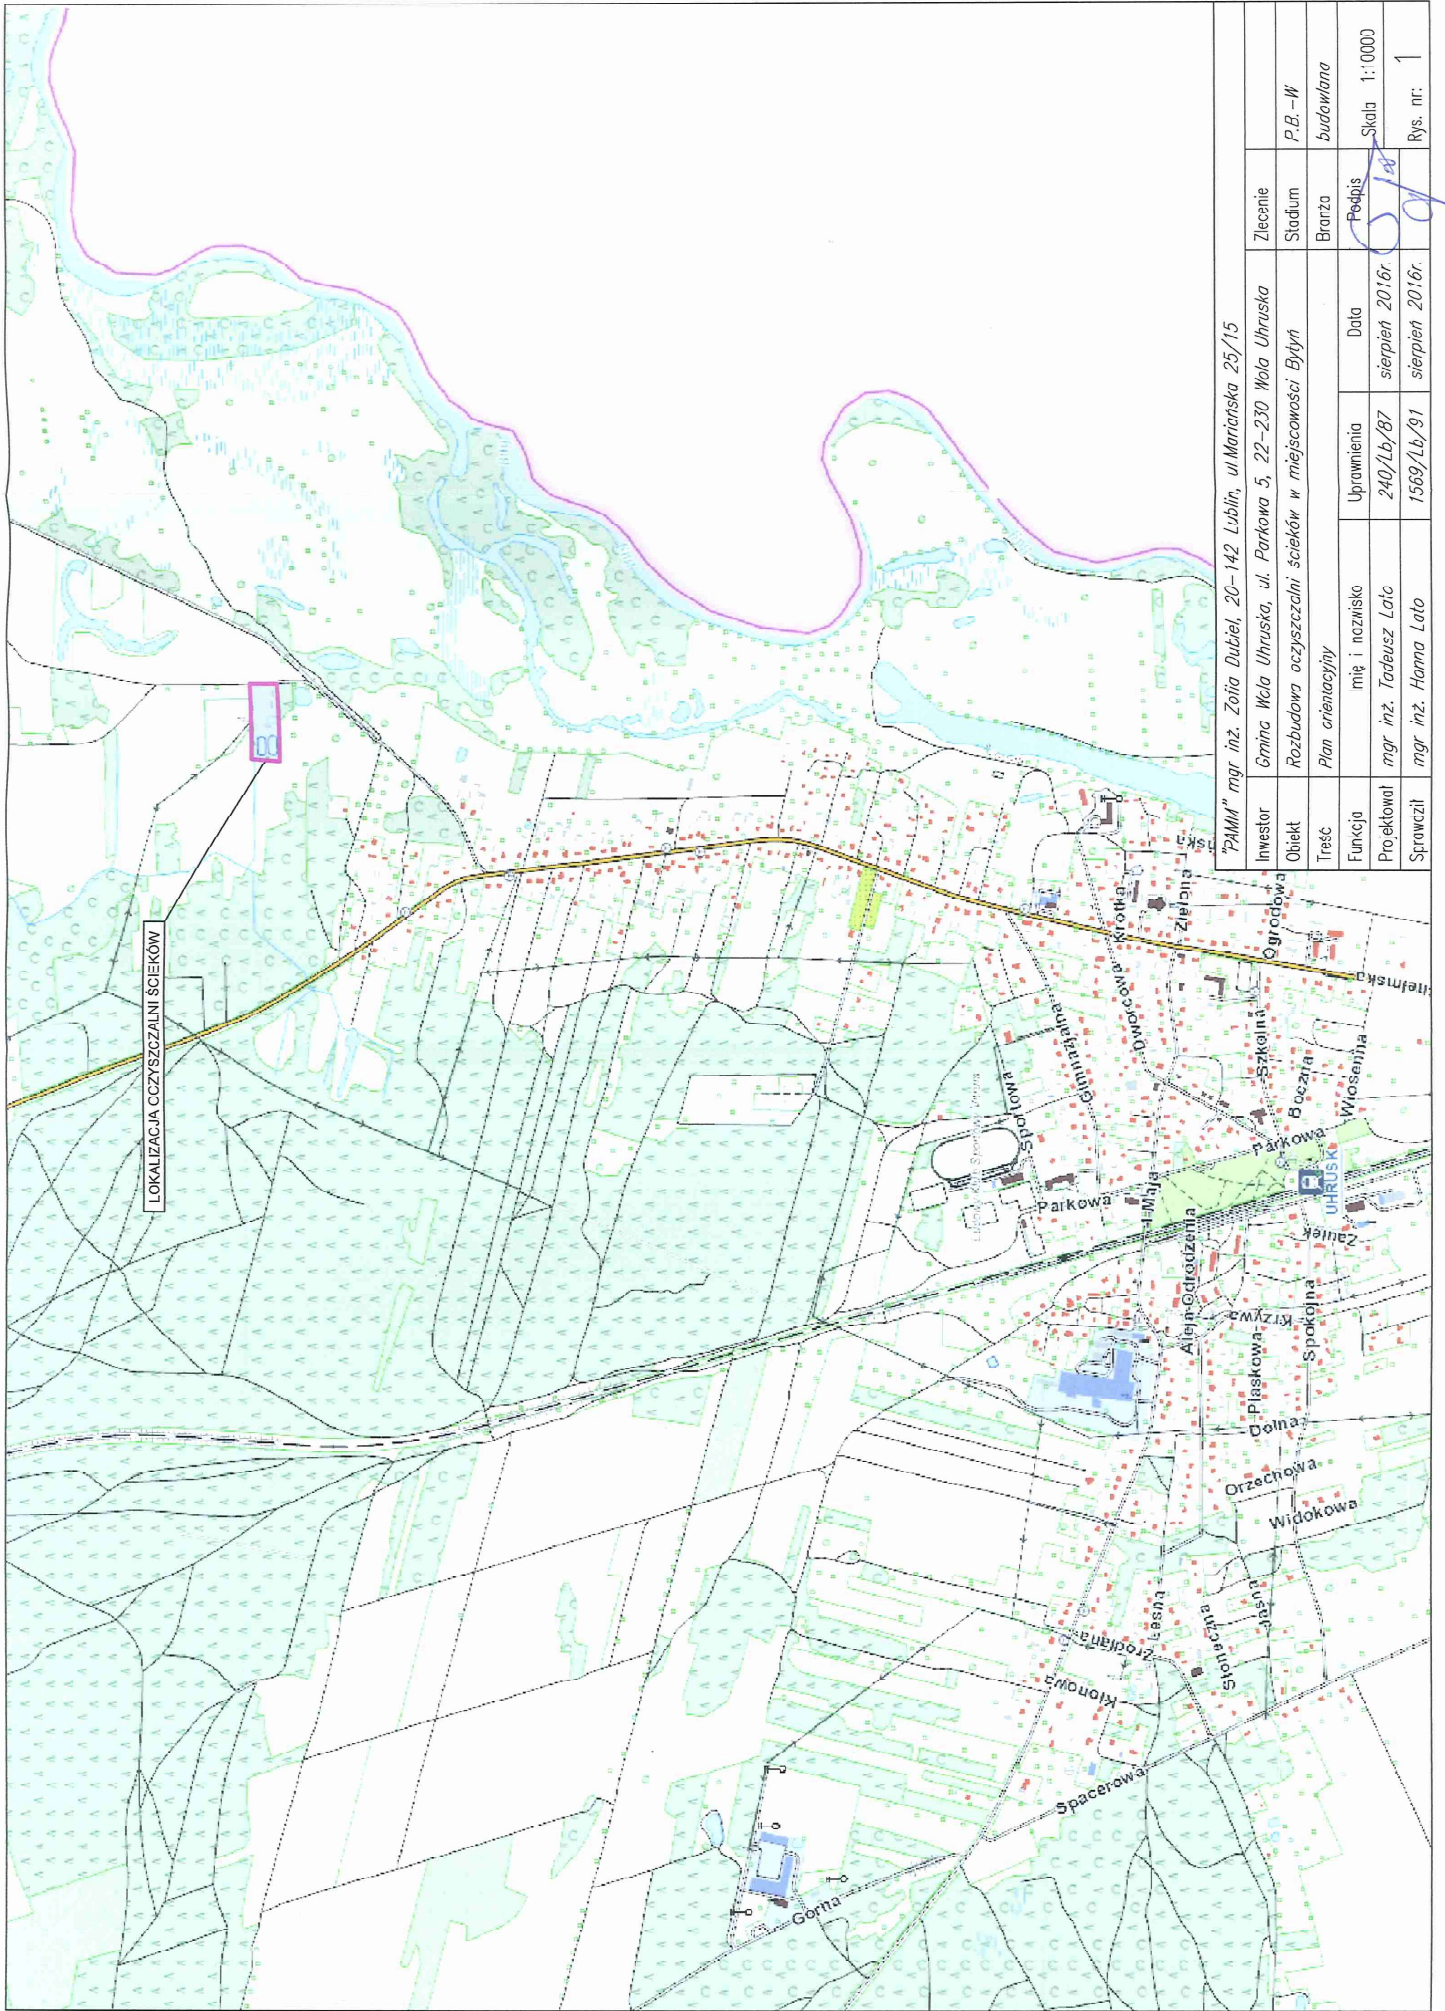 LOKALIZACJA CCZYSZCZALNI ŚCIEKÓW
Górna
Spacerowa
Klonowa
Źródlana
Łuseł
Słoneczna
Jasna
Widokowa
Orzechowa
Dolna
Piaskowa
Spokojna
Krzywa
Zaułek
Aleja Odrodzenia
1 Maja
Parkowa
Sportowa
Gimnazjalna
Dworcowa
Krótka
Zielona
Ogrodowa
Szkolna
Boczna
Wiosenna
Parkowa
UHRUSK
"PAMM" mgr inż. Zofia Dubiel, 20-142 Lublin, ul.Mariańska 25/15
Inwestor Gmina Wola Uhruska, ul. Parkowa 5, 22-230 Wola Uhruska Zlecenie
Obiekt Rozbudowa oczyszczalni ścieków w miejscowości Bytyń Stadium P.B.-W
Treść Plan orientacyjny Branża budowlana
Funkcja mię i nazwisko Uprawnienia Data Podpis Skala 1:10000
Projektował mgr inż. Tadeusz Lato 240/Lb/87 sierpień 2016r.
Sprawdził mgr inż. Hanna Lato 1569/Lb/91 sierpień 2016r. Rys. nr: 1